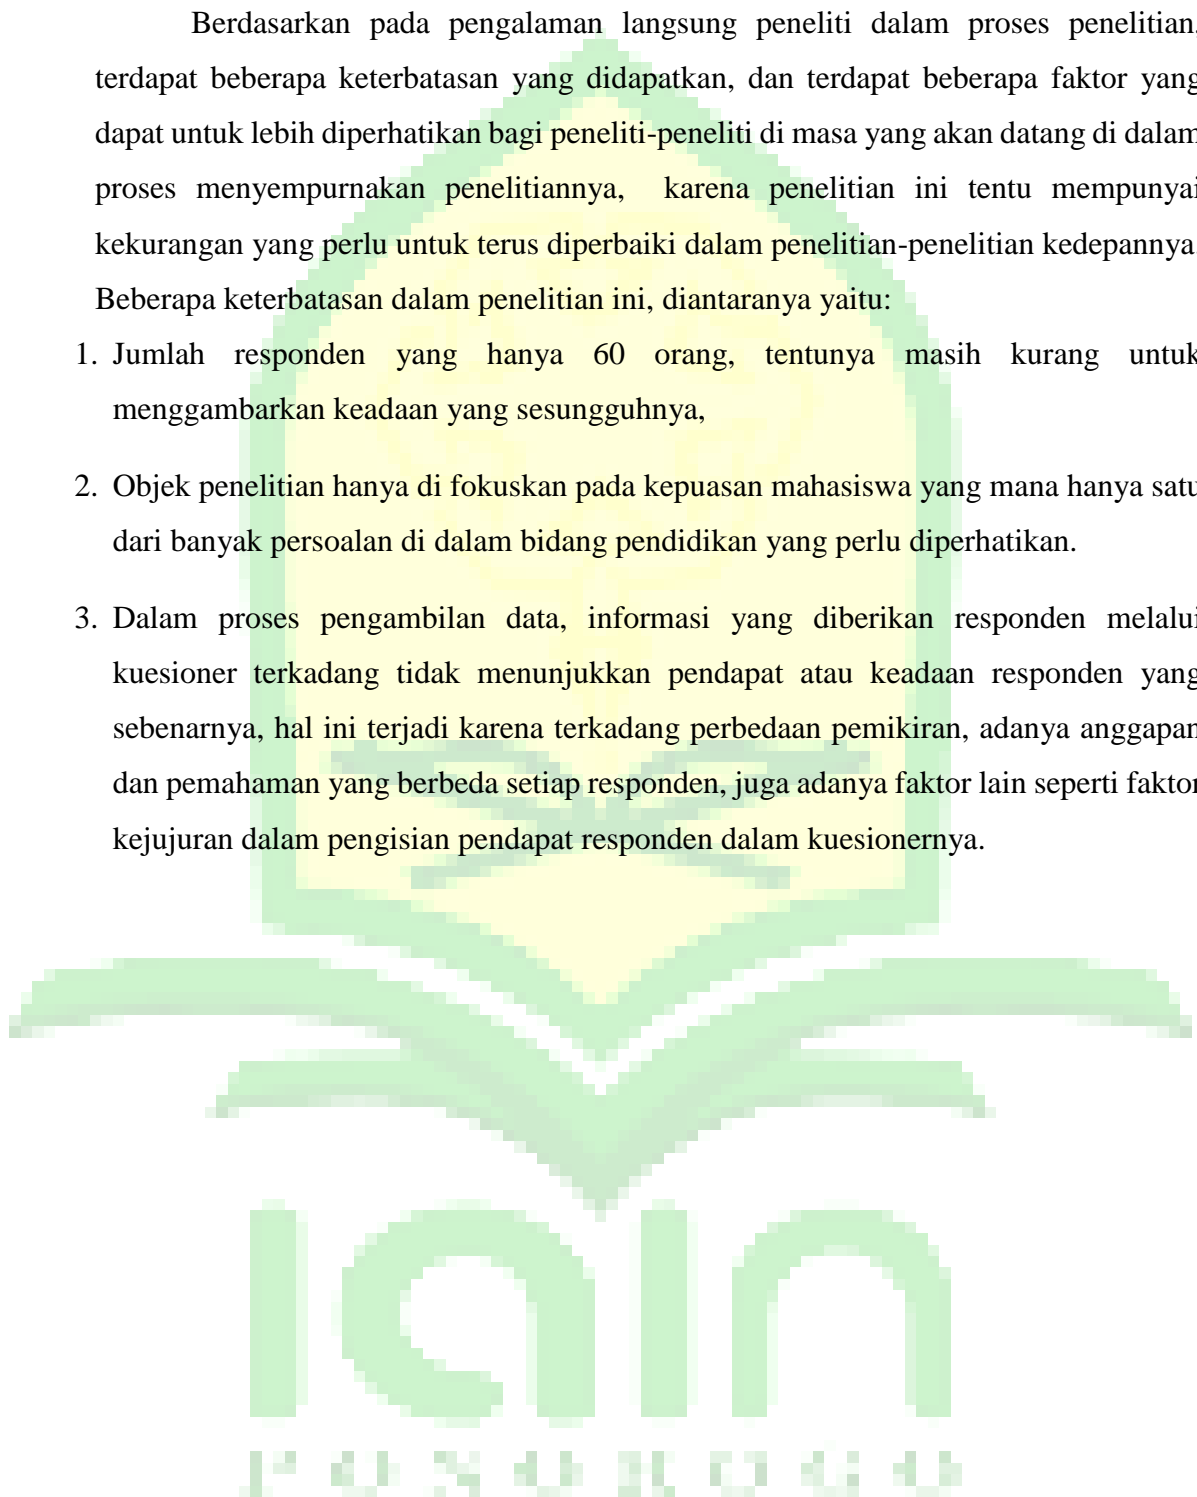 Berdasarkan pada pengalaman langsung peneliti dalam proses penelitian,
terdapat beberapa keterbatasan yang didapatkan, dan terdapat beberapa faktor yang
dapat untuk lebih diperhatikan bagi peneliti-peneliti di masa yang akan datang di dalam
proses menyempurnakan penelitiannya, karena penelitian ini tentu mempunyai
kekurangan yang perlu untuk terus diperbaiki dalam penelitian-penelitian kedepannya.
Beberapa keterbatasan dalam penelitian ini, diantaranya yaitu:
1. Jumlah responden yang hanya 60 orang, tentunya masih kurang untuk
menggambarkan keadaan yang sesungguhnya,
2. Objek penelitian hanya di fokuskan pada kepuasan mahasiswa yang mana hanya satu
dari banyak persoalan di dalam bidang pendidikan yang perlu diperhatikan.
3. Dalam proses pengambilan data, informasi yang diberikan responden melalui
kuesioner terkadang tidak menunjukkan pendapat atau keadaan responden yang
sebenarnya, hal ini terjadi karena terkadang perbedaan pemikiran, adanya anggapan
dan pemahaman yang berbeda setiap responden, juga adanya faktor lain seperti faktor
kejujuran dalam pengisian pendapat responden dalam kuesionernya.
iain
PONOROGO